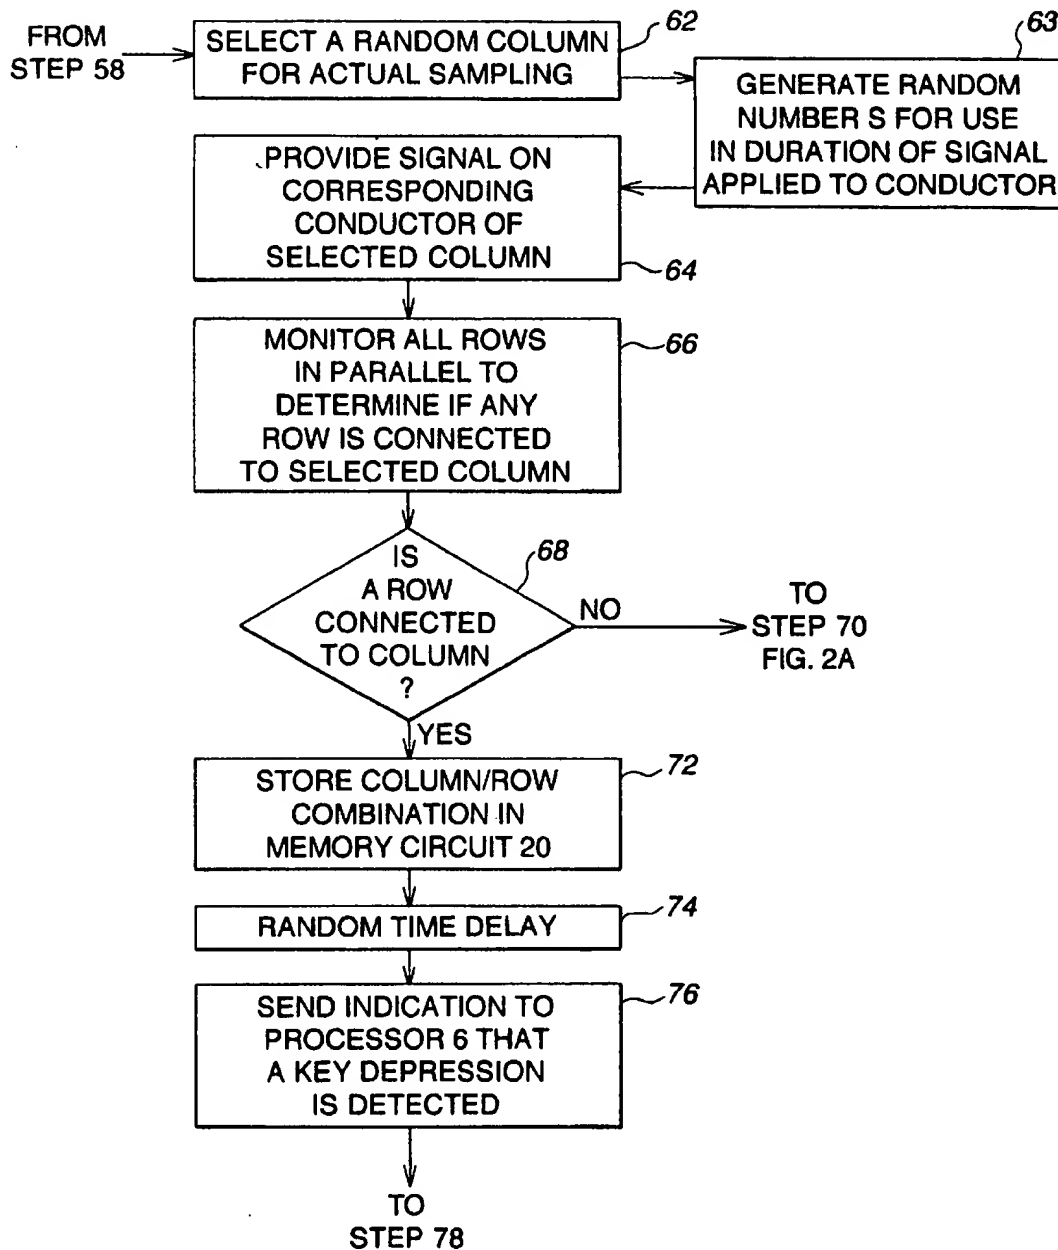 FROM
STEP 58
SELECT A RANDOM COLUMN
FOR ACTUAL SAMPLING
62
63
GENERATE RANDOM
NUMBER S FOR USE
IN DURATION OF SIGNAL
APPLIED TO CONDUCTOR
PROVIDE SIGNAL ON
CORRESPONDING
CONDUCTOR OF
SELECTED COLUMN
64
MONITOR ALL ROWS
IN PARALLEL TO
DETERMINE IF ANY
ROW IS CONNECTED
TO SELECTED COLUMN
66
IS
A ROW
CONNECTED
TO COLUMN
?
68
NO
TO
STEP 70
FIG. 2A
YES
STORE COLUMN/ROW
COMBINATION IN
MEMORY CIRCUIT 20
72
RANDOM TIME DELAY
74
SEND INDICATION TO
PROCESSOR 6 THAT
A KEY DEPRESSION
IS DETECTED
76
TO
STEP 78